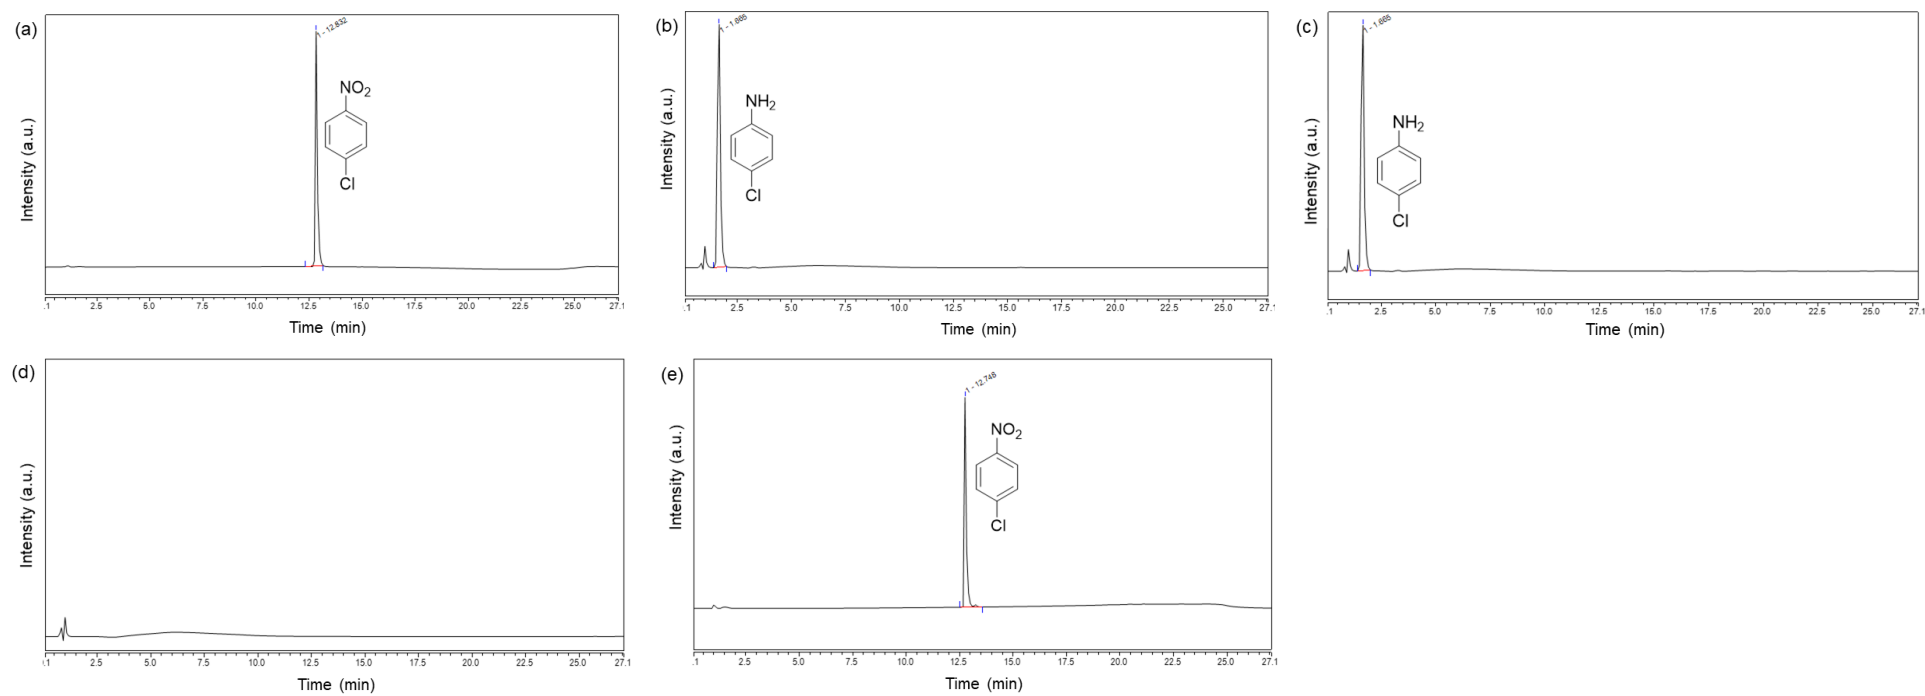 (a)
1 - 12.832
NO2
Cl
Intensity (a.u.)
.1 2.5 5.0 7.5 10.0 12.5 15.0 17.5 20.0 22.5 25.0 27.1
Time (min)
(b)
1 - 1.665
NH2
Cl
Intensity (a.u.)
.1 2.5 5.0 7.5 10.0 12.5 15.0 17.5 20.0 22.5 25.0 27.1
Time (min)
(c)
1 - 1.665
NH2
Cl
Intensity (a.u.)
.1 2.5 5.0 7.5 10.0 12.5 15.0 17.5 20.0 22.5 25.0 27.1
Time (min)
(d)
Intensity (a.u.)
.1 2.5 5.0 7.5 10.0 12.5 15.0 17.5 20.0 22.5 25.0 27.1
Time (min)
(e)
1 - 12.748
NO2
Cl
Intensity (a.u.)
.1 2.5 5.0 7.5 10.0 12.5 15.0 17.5 20.0 22.5 25.0 27.1
Time (min)